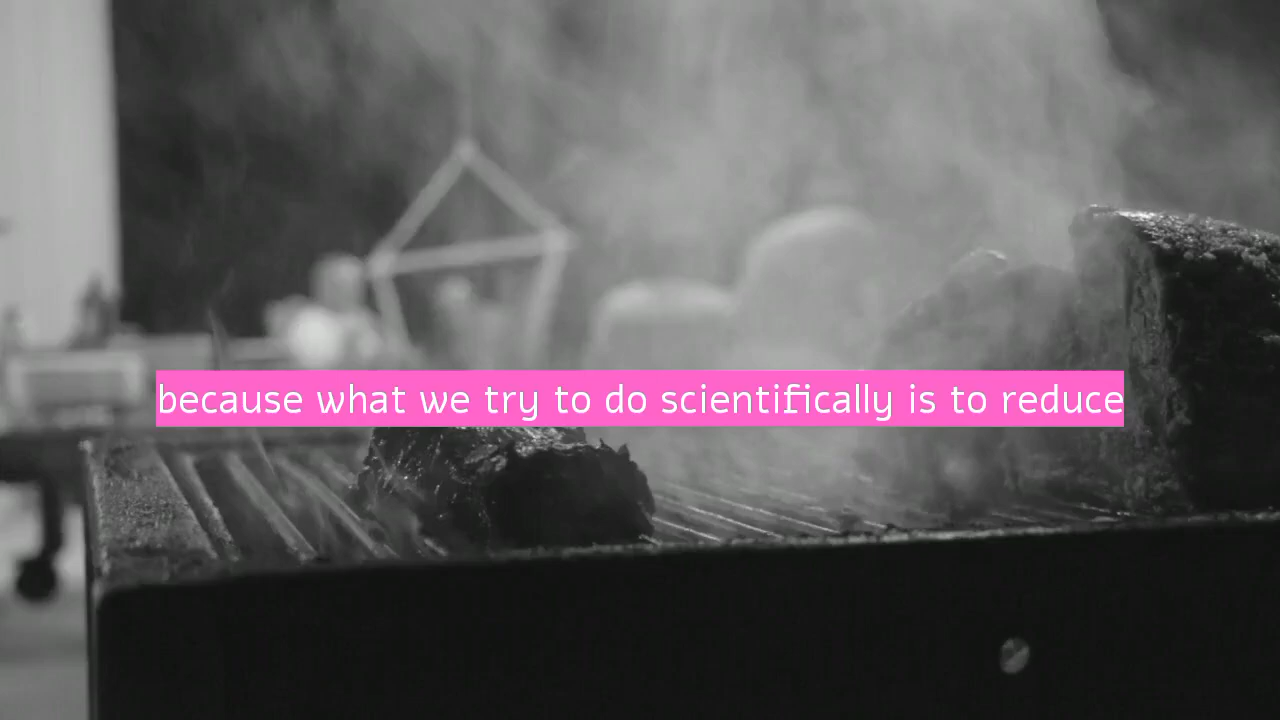 because what we try to do scientifically is to reduce